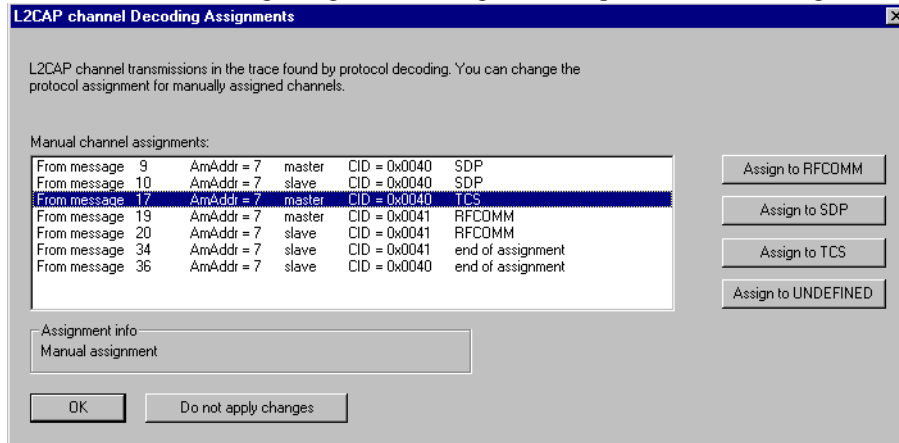 L2CAP channel Decoding Assignments
L2CAP channel transmissions in the trace found by protocol decoding. You can change the
protocol assignment for manually assigned channels.
Manual channel assignments:
From message 9 AmAddr = 7 master CID = 0x0040 SDP
From message 10 AmAddr = 7 slave CID = 0x0040 SDP
From message 17 AmAddr = 7 master CID = 0x0040 TCS
From message 19 AmAddr = 7 master CID = 0x0041 RFCOMM
From message 20 AmAddr = 7 slave CID = 0x0041 RFCOMM
From message 34 AmAddr = 7 slave CID = 0x0041 end of assignment
From message 36 AmAddr = 7 slave CID = 0x0040 end of assignment
Assign to RFCOMM
Assign to SDP
Assign to TCS
Assign to UNDEFINED
Assignment info
Manual assignment
OK
Do not apply changes